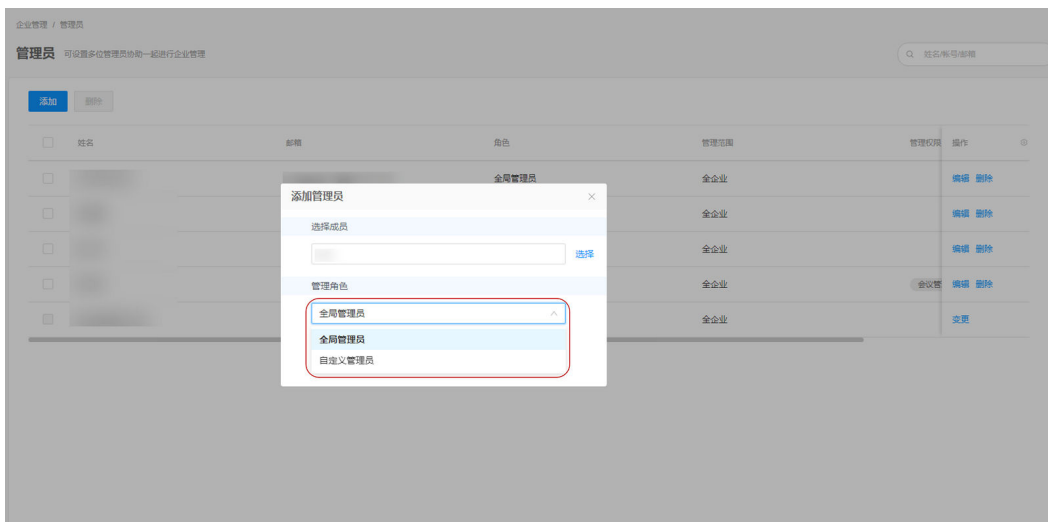 企业管理 / 管理员
管理员 可设置多位管理员协助一起进行企业管理
姓名/帐号/邮箱
添加 删除
姓名 邮箱 角色 管理范围 管理权限 操作
全局管理员 全企业 编辑 删除
全企业 编辑 删除
全企业 编辑 删除
全企业 会议管 编辑 删除
全企业 变更
添加管理员
选择成员
选择
管理角色
全局管理员
全局管理员
自定义管理员